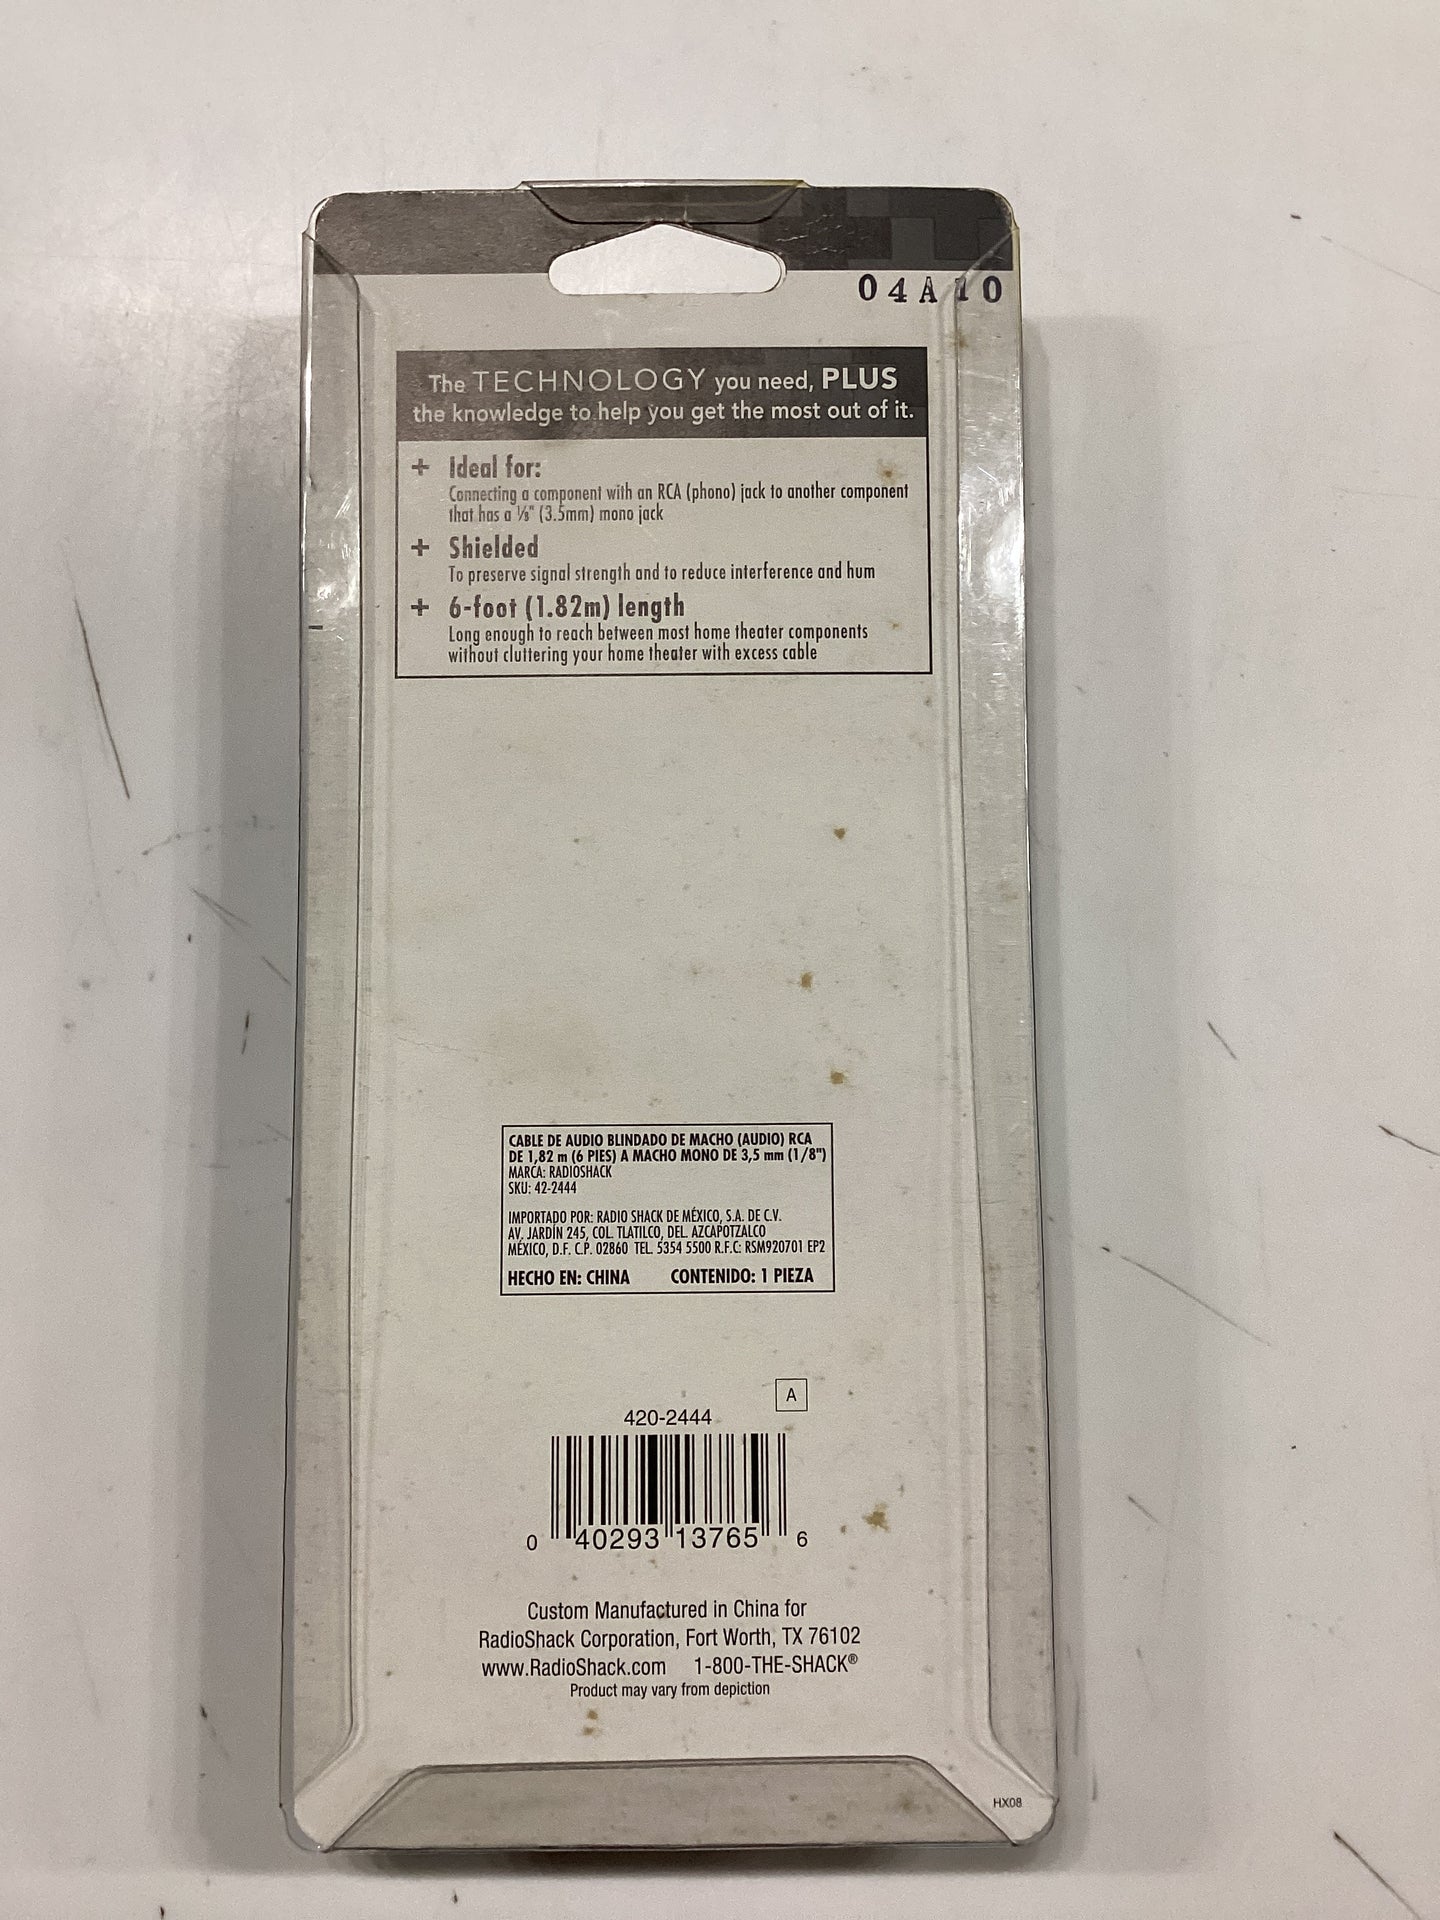 04A10
The TECHNOLOGY you need, PLUS
the knowledge to help you get the most out of it.
+ Ideal for:
Connecting a component with an RCA (phono) jack to another component
that has a 1/8" (3.5mm) mono jack
+ Shielded
To preserve signal strength and to reduce interference and hum
+ 6-foot (1.82m) length
Long enough to reach between most home theater components
without cluttering your home theater with excess cable
CABLE DE AUDIO BLINDADO DE MACHO (AUDIO) RCA
DE 1,82 m (6 PIES) A MACHO MONO DE 3,5 mm (1/8")
MARCA: RADIOSHACK
SKU: 42-2444
IMPORTADO POR: RADIO SHACK DE MÉXICO, S.A. DE C.V.
AV. JARDÍN 245, COL. TLATILCO, DEL. AZCAPOTZALCO
MÉXICO, D.F. C.P. 02860 TEL. 5354 5500 R.F.C: RSM920701 EP2
HECHO EN: CHINA CONTENIDO: 1 PIEZA
A
420-2444
0 40293 13765 6
Custom Manufactured in China for
RadioShack Corporation, Fort Worth, TX 76102
www.RadioShack.com 1-800-THE-SHACK®
Product may vary from depiction
HX08